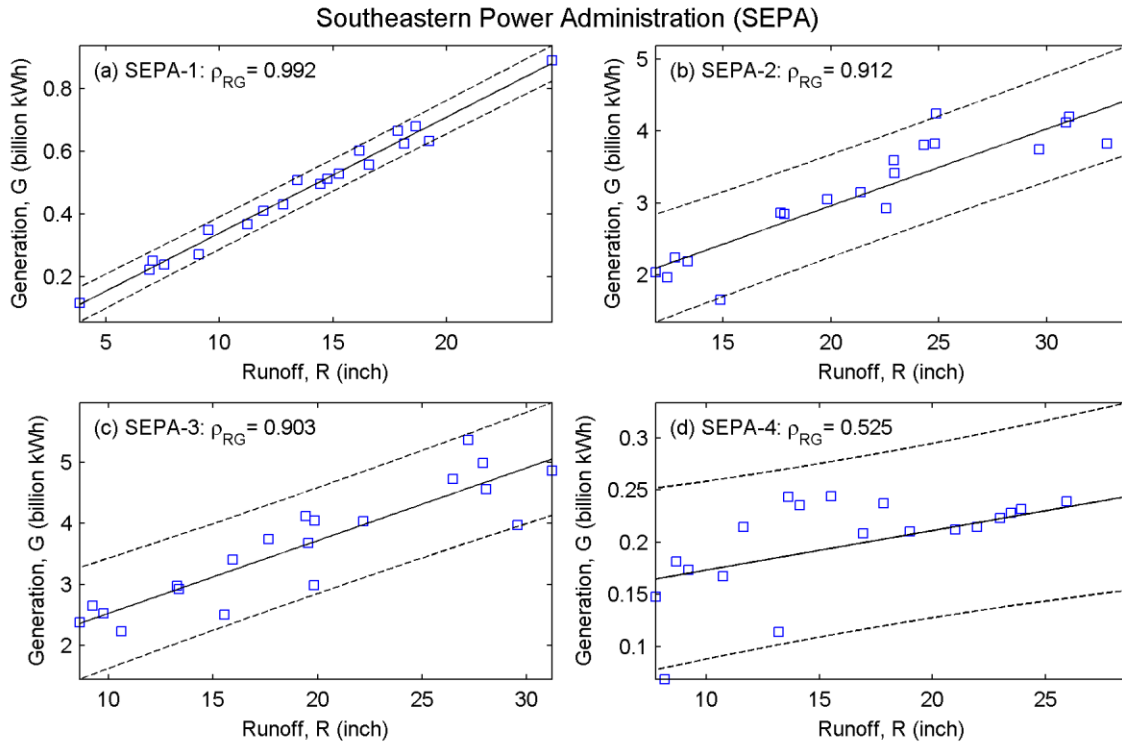 Southeastern Power Administration (SEPA)
(a) SEPA-1: ρRG = 0.992
Generation, G (billion kWh)
0.8
0.6
0.4
0.2
5 10 15 20
Runoff, R (inch)
(b) SEPA-2: ρRG = 0.912
Generation, G (billion kWh)
5
4
3
2
15 20 25 30
Runoff, R (inch)
(c) SEPA-3: ρRG = 0.903
Generation, G (billion kWh)
5
4
3
2
10 15 20 25 30
Runoff, R (inch)
(d) SEPA-4: ρRG = 0.525
Generation, G (billion kWh)
0.3
0.25
0.2
0.15
0.1
10 15 20 25
Runoff, R (inch)